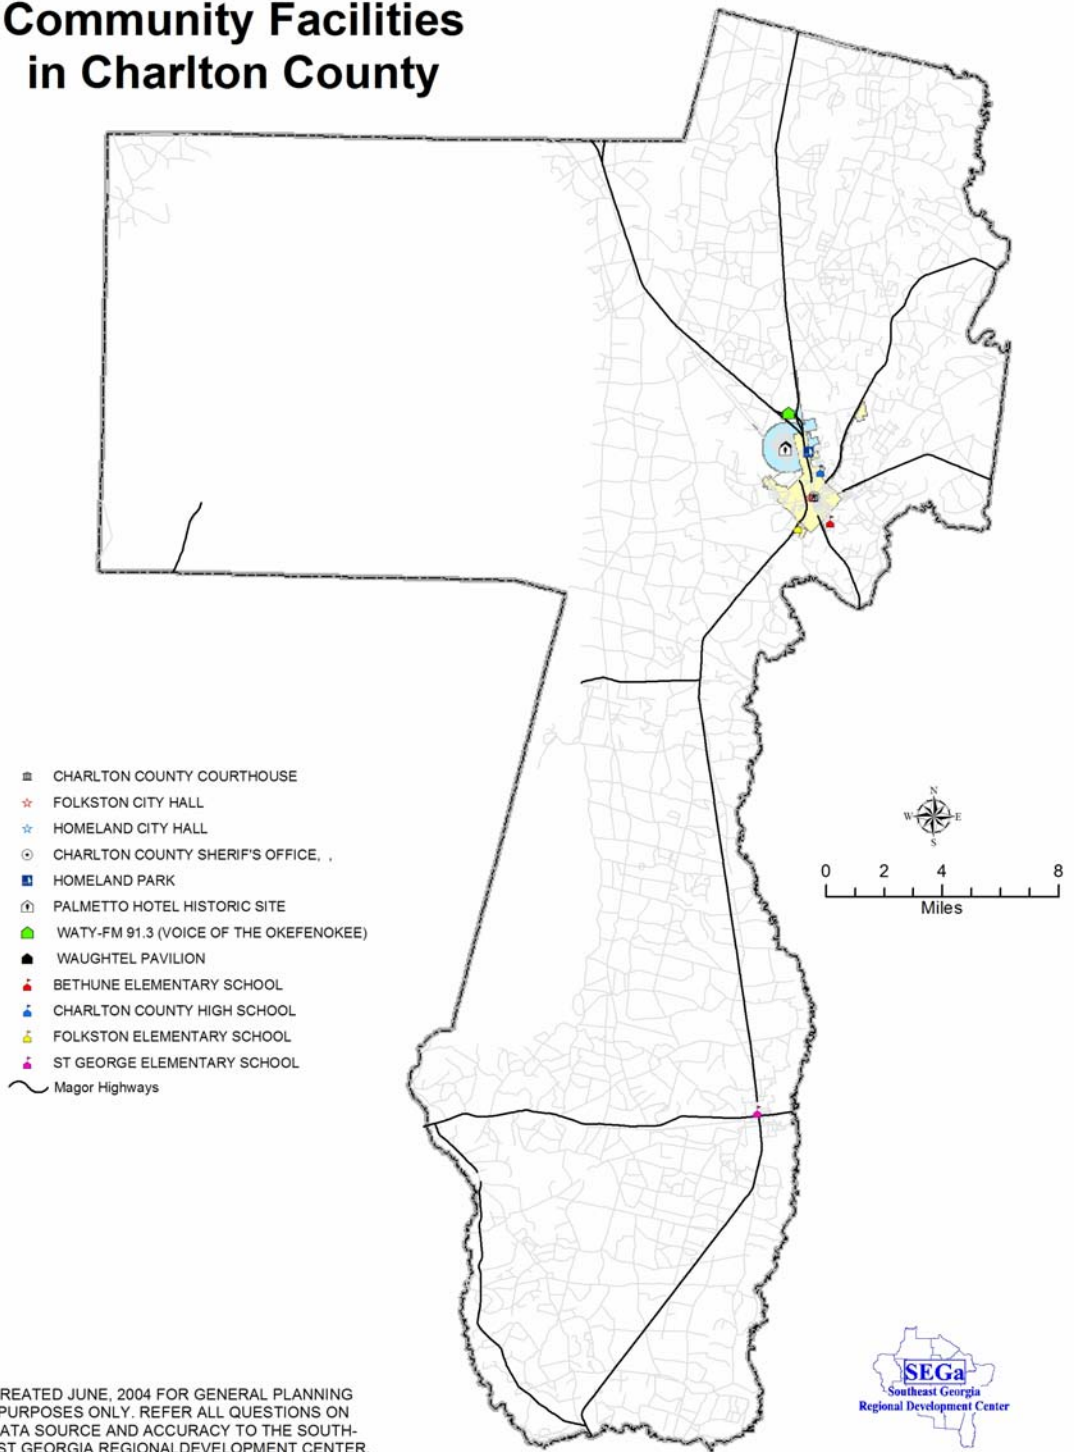 Community Facilities
in Charlton County
CHARLTON COUNTY COURTHOUSE
FOLKSTON CITY HALL
HOMELAND CITY HALL
CHARLTON COUNTY SHERIF'S OFFICE, ,
HOMELAND PARK
PALMETTO HOTEL HISTORIC SITE
WATY-FM 91.3 (VOICE OF THE OKEFENOKEE)
WAUGHTEL PAVILION
BETHUNE ELEMENTARY SCHOOL
CHARLTON COUNTY HIGH SCHOOL
FOLKSTON ELEMENTARY SCHOOL
ST GEORGE ELEMENTARY SCHOOL
Magor Highways
N
W E
S
0 2 4 8
Miles
REATED JUNE, 2004 FOR GENERAL PLANNING
PURPOSES ONLY. REFER ALL QUESTIONS ON
ATA SOURCE AND ACCURACY TO THE SOUTH-
ST GEORGIA REGIONALDEVELOPMENT CENTER.
SEGa
Southeast Georgia
Regional Development Center